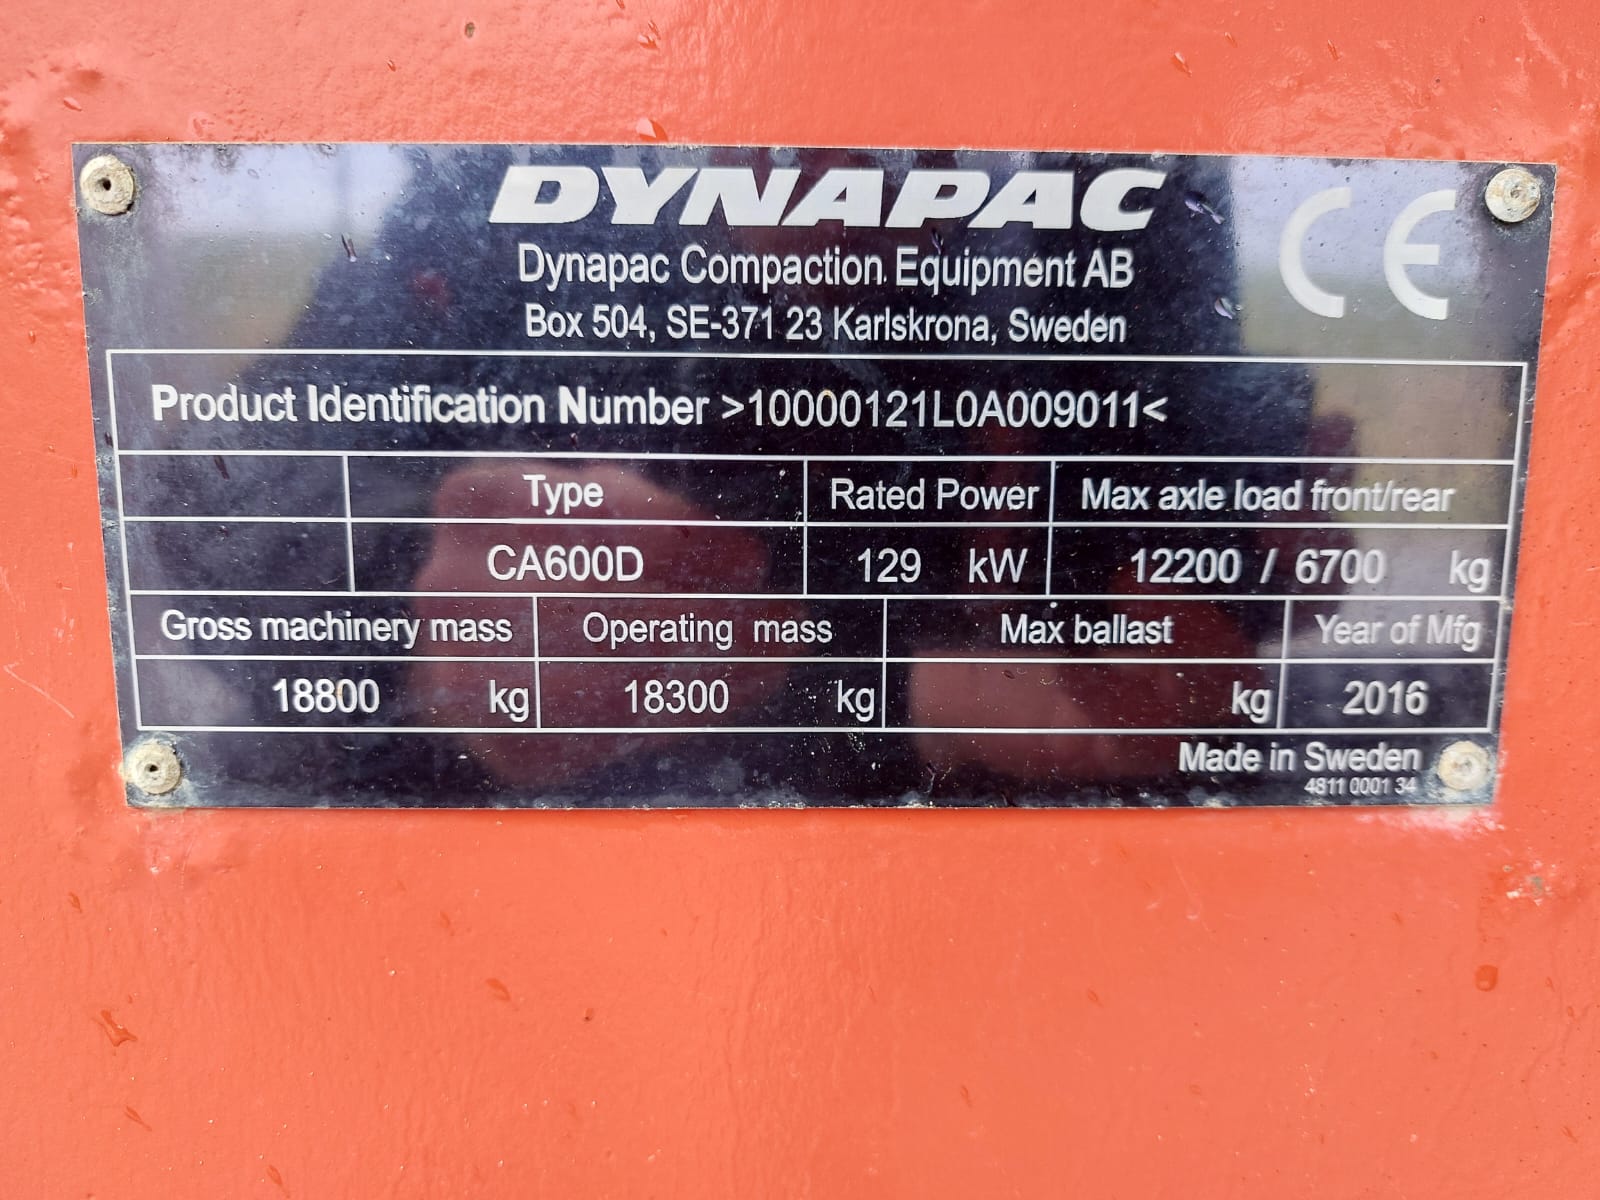 DYNAPAC
CE
Dynapac Compaction Equipment AB
Box 504, SE-371 23 Karlskrona, Sweden
Product Identification Number >10000121L0A009011<
Type Rated Power Max axle load front/rear
CA600D 129 kW 12200 / 6700 kg
Gross machinery mass Operating mass Max ballast Year of Mfg
18800 kg 18300 kg kg 2016
Made in Sweden
4811 0001 34